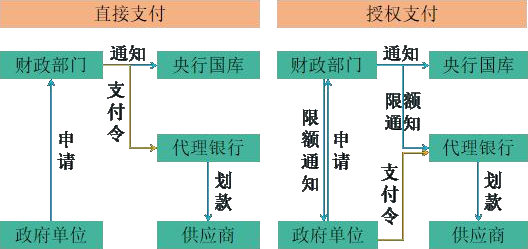 直接支付
财政部门
通知
央行国库
支付令
申请
代理银行
划款
政府单位
供应商
授权支付
财政部门
通知
央行国库
限额通知
限额通知
申请
代理银行
支付令
划款
政府单位
供应商